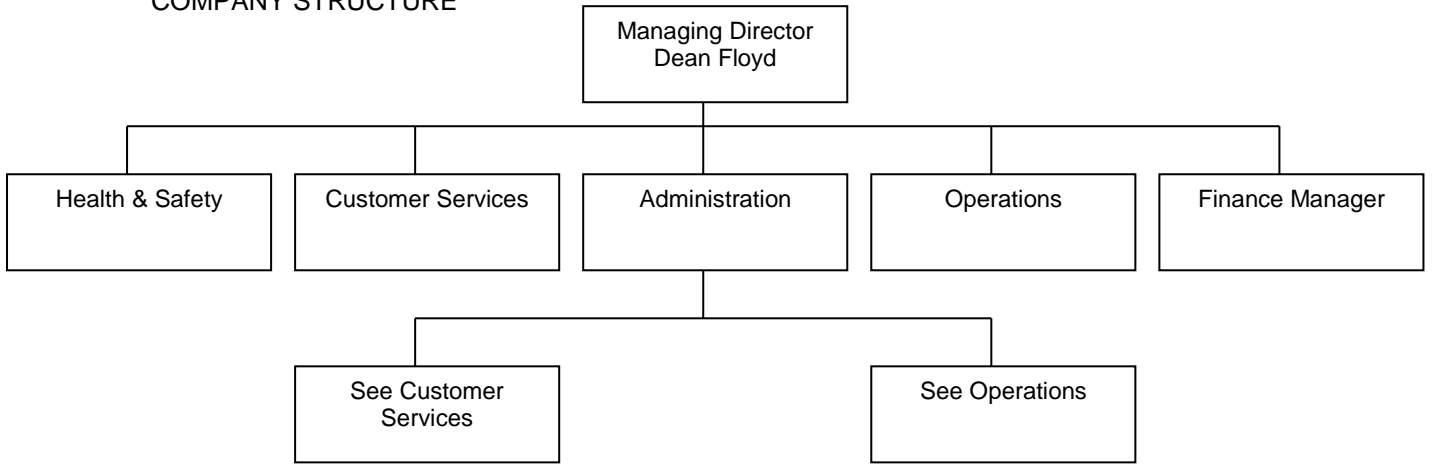 COMPANY STRUCTURE
Managing Director
Dean Floyd
Health & Safety
Customer Services
Administration
Operations
Finance Manager
See Customer
Services
See Operations